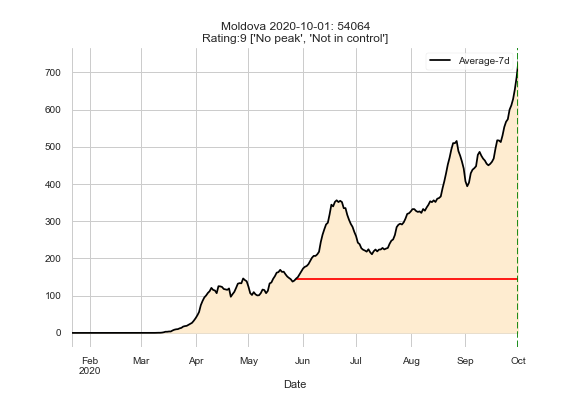 Moldova 2020-10-01: 54064
Rating:9 ['No peak', 'Not in control']
Average-7d
700
600
500
400
300
200
100
0
Feb Mar Apr May Jun Jul Aug Sep Oct
2020
Date